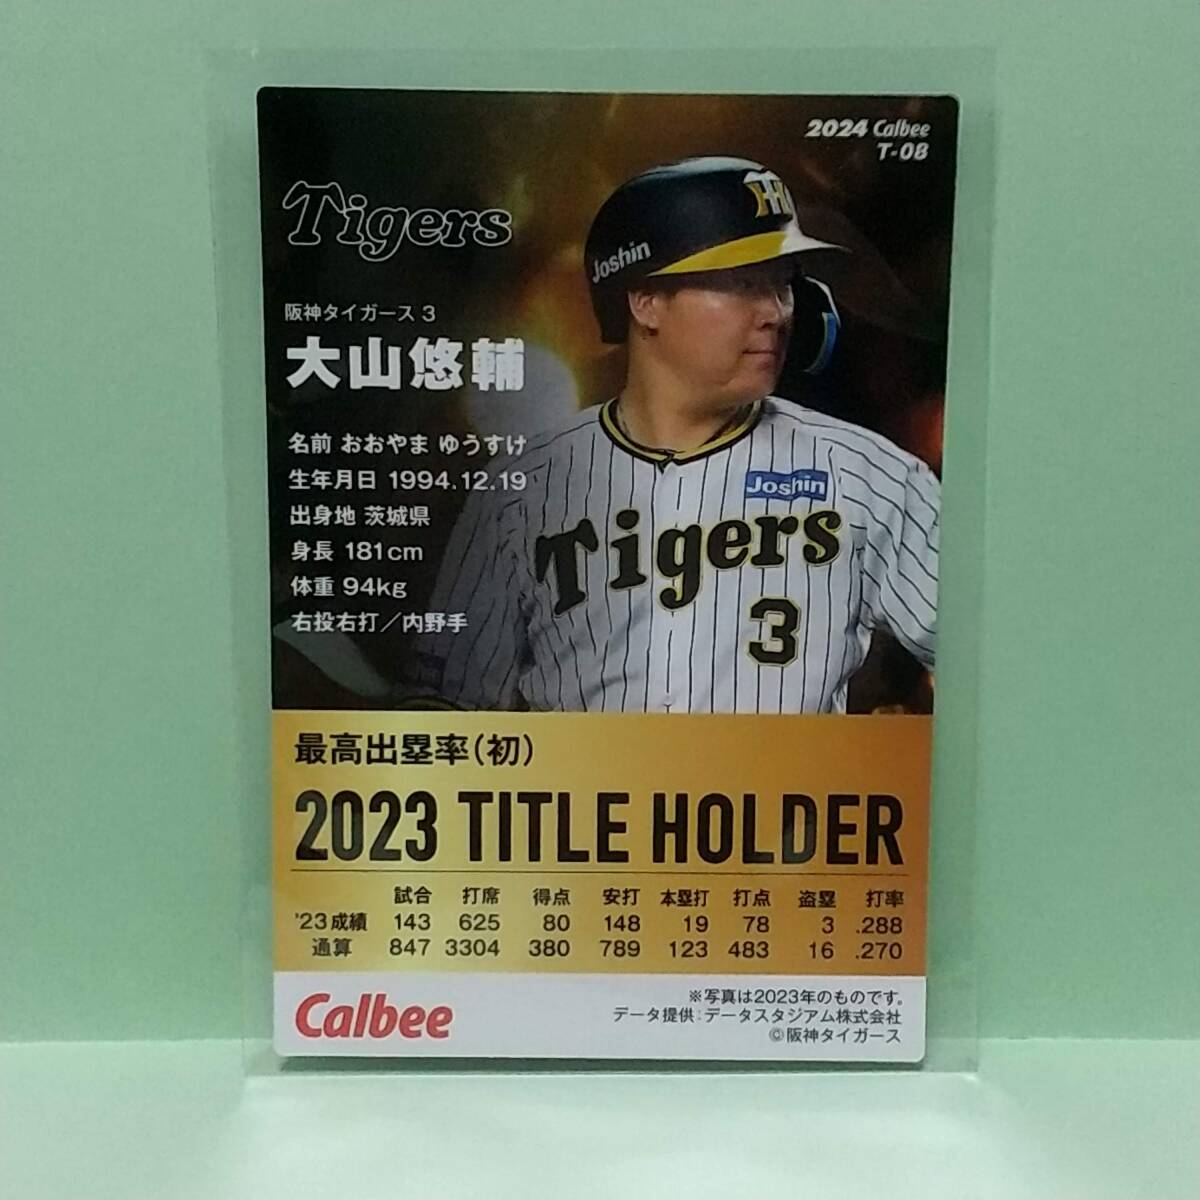 2024 Calbee
T-08
Tigers
阪神タイガース 3
大山悠輔
名前 おおやま ゆうすけ
生年月日 1994.12.19
出身地 茨城県
身長 181cm
体重 94kg
右投右打／内野手
Joshin
Joshin
Tigers
3
最高出塁率(初)
2023 TITLE HOLDER
試合 打席 得点 安打 本塁打 打点 盗塁 打率
'23成績 143 625 80 148 19 78 3 .288
通算 847 3304 380 789 123 483 16 .270
Calbee
※写真は2023年のものです。
データ提供：データスタジアム株式会社
©阪神タイガース